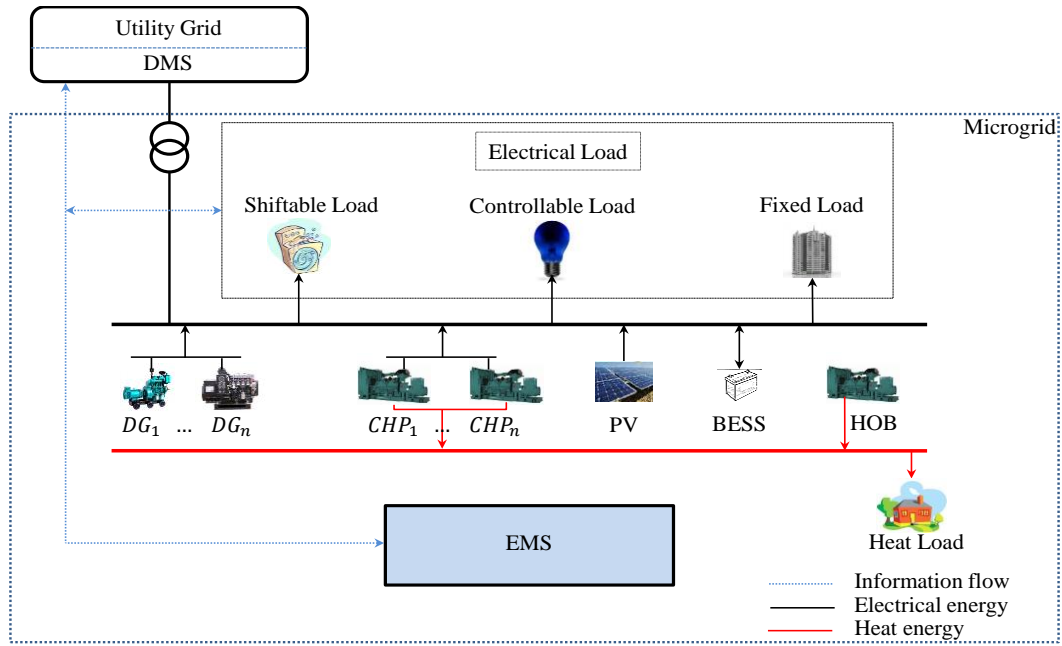 Utility Grid
DMS
Microgrid
Electrical Load
Shiftable Load
Controllable Load
Fixed Load
DG₁ ... DGₙ
CHP₁ ... CHPₙ
PV
BESS
HOB
EMS
Heat Load
Information flow
Electrical energy
Heat energy